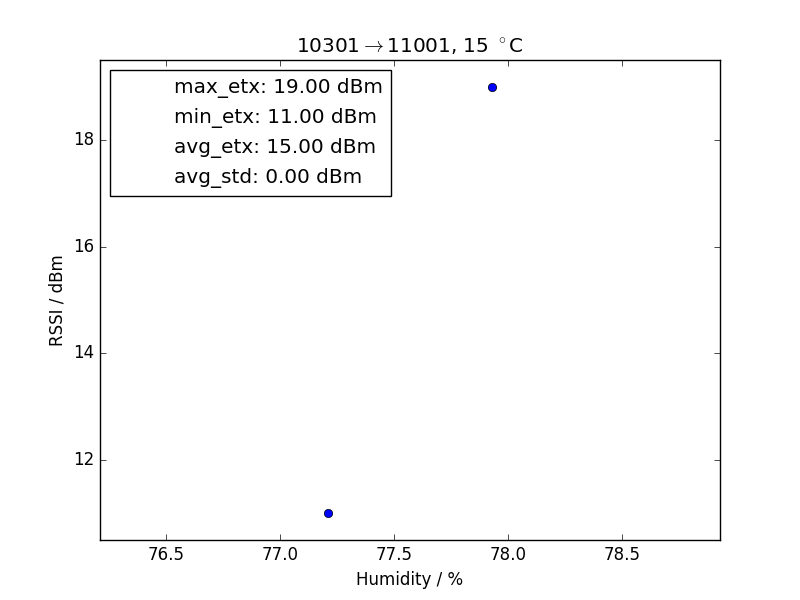 10301→11001, 15 °C
max_etx: 19.00 dBm
min_etx: 11.00 dBm
avg_etx: 15.00 dBm
avg_std: 0.00 dBm
RSSI / dBm
18
16
14
12
76.5 77.0 77.5 78.0 78.5
Humidity / %